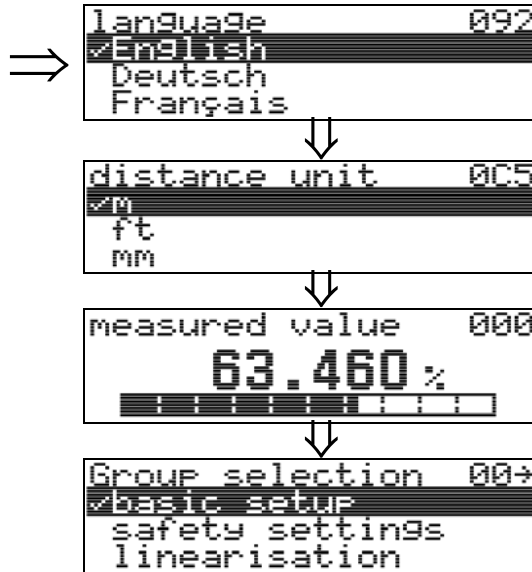 language 092
✓English
Deutsch
Français
distance unit 0C5
✓m
ft
mm
measured value 000
63.460 %
Group selection 00→
✓basic setup
safety settings
linearisation